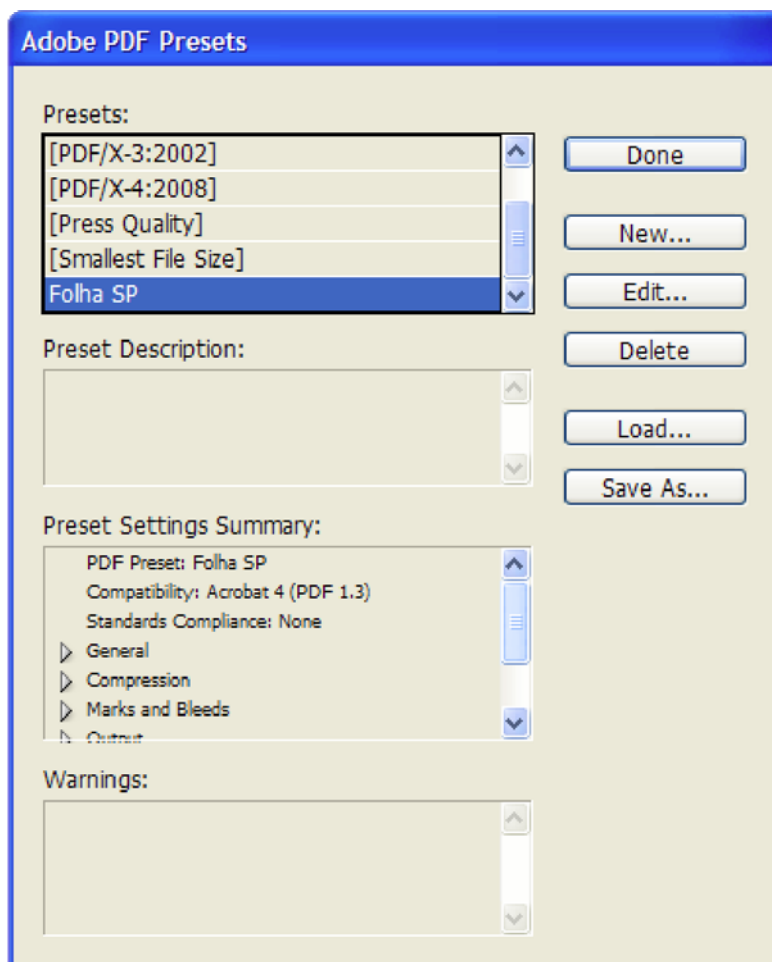 Adobe PDF Presets
Presets:
[PDF/X-3:2002]
[PDF/X-4:2008]
[Press Quality]
[Smallest File Size]
Folha SP
Done
New...
Edit...
Delete
Load...
Save As...
Preset Description:
Preset Settings Summary:
PDF Preset: Folha SP
Compatibility: Acrobat 4 (PDF 1.3)
Standards Compliance: None
General
Compression
Marks and Bleeds
Output
Warnings: